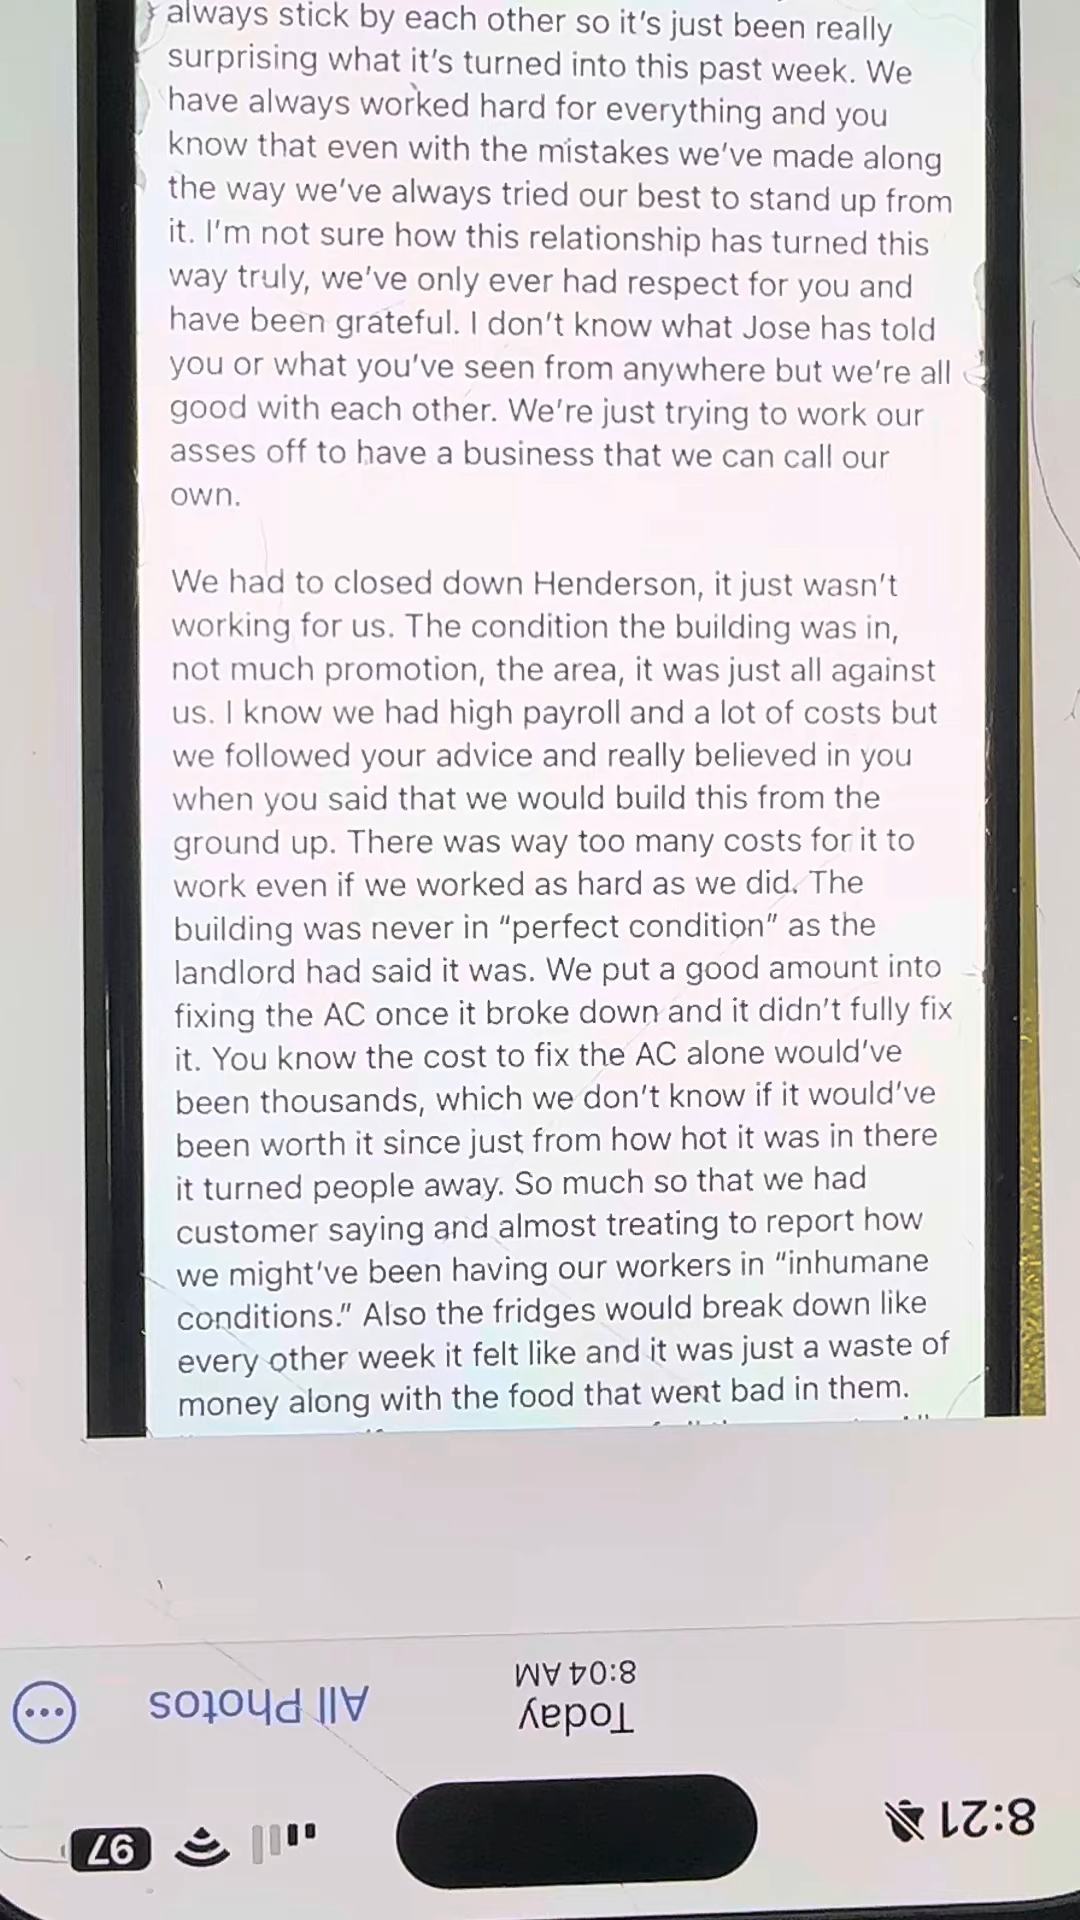 always stick by each other so it's just been really
surprising what it's turned into this past week. We
have always worked hard for everything and you
know that even with the mistakes we've made along
the way we've always tried our best to stand up from
it. I'm not sure how this relationship has turned this
way truly, we've only ever had respect for you and
have been grateful. I don't know what Jose has told
you or what you've seen from anywhere but we're all
good with each other. We're just trying to work our
asses off to have a business that we can call our
own.
We had to closed down Henderson, it just wasn't
working for us. The condition the building was in,
not much promotion, the area, it was just all against
us. I know we had high payroll and a lot of costs but
we followed your advice and really believed in you
when you said that we would build this from the
ground up. There was way too many costs for it to
work even if we worked as hard as we did. The
building was never in "perfect condition" as the
landlord had said it was. We put a good amount into
fixing the AC once it broke down and it didn't fully fix
it. You know the cost to fix the AC alone would've
been thousands, which we don't know if it would've
been worth it since just from how hot it was in there
it turned people away. So much so that we had
customer saying and almost treating to report how
we might've been having our workers in "inhumane
conditions." Also the fridges would break down like
every other week it felt like and it was just a waste of
money along with the food that went bad in them.
8:21
97
Today
8:04 AM
All Photos